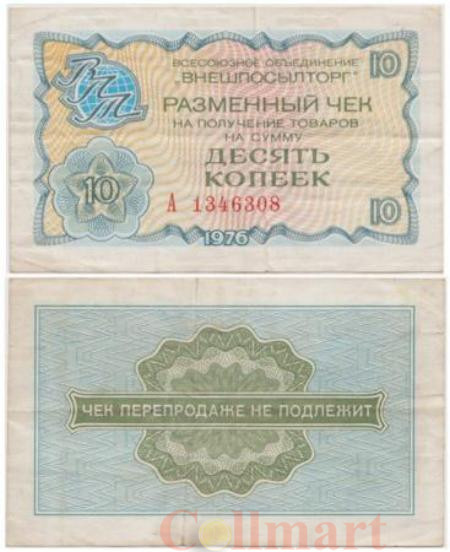 ВПТ
ВСЕСОЮЗНОЕ ОБЪЕДИНЕНИЕ
"ВНЕШПОСЫЛТОРГ"
10
РАЗМЕННЫЙ ЧЕК
НА ПОЛУЧЕНИЕ ТОВАРОВ
НА СУММУ
ДЕСЯТЬ
КОПЕЕК
10
А 1346308
10
1976
ЧЕК ПЕРЕПРОДАЖЕ НЕ ПОДЛЕЖИТ
Collmart